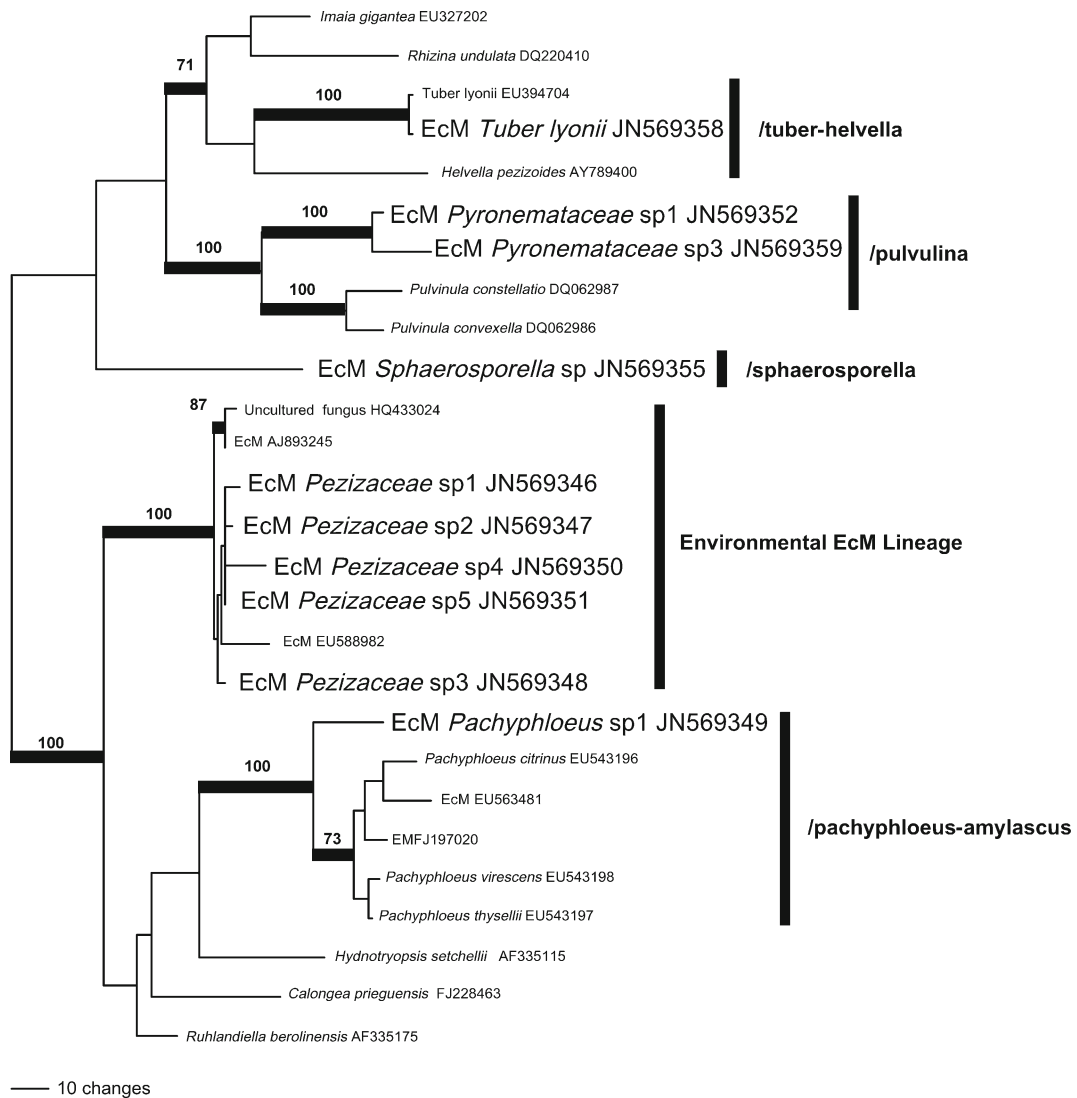 Imaia gigantea EU327202
Rhizina undulata DQ220410
71
100
Tuber lyonii EU394704
EcM Tuber lyonii JN569358
/tuber-helvella
Helvella pezizoides AY789400
100
EcM Pyronemataceae sp1 JN569352
100
EcM Pyronemataceae sp3 JN569359
/pulvulina
100
Pulvinula constellatio DQ062987
Pulvinula convexella DQ062986
EcM Sphaerosporella sp JN569355
/sphaerosporella
87
Uncultured fungus HQ433024
EcM AJ893245
EcM Pezizaceae sp1 JN569346
100
EcM Pezizaceae sp2 JN569347
Environmental EcM Lineage
EcM Pezizaceae sp4 JN569350
EcM Pezizaceae sp5 JN569351
EcM EU588982
EcM Pezizaceae sp3 JN569348
EcM Pachyphloeus sp1 JN569349
100
100
Pachyphloeus citrinus EU543196
EcM EU563481
/pachyphloeus-amylascus
73
EMFJ197020
Pachyphloeus virescens EU543198
Pachyphloeus thysellii EU543197
Hydnotryopsis setchellii AF335115
Calongea prieguensis FJ228463
Ruhlandiella berolinensis AF335175
10 changes